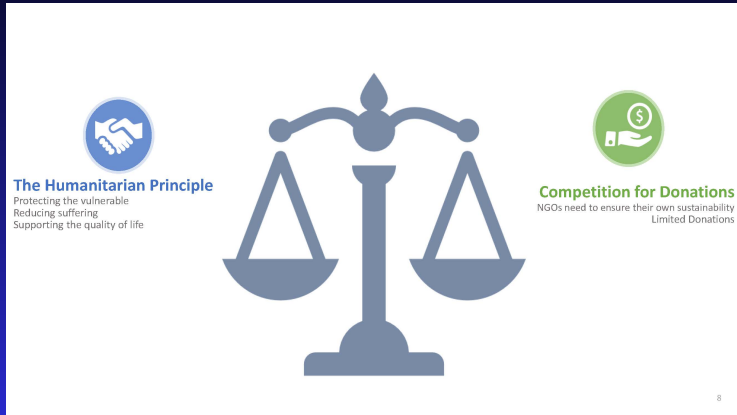 The Humanitarian Principle
Protecting the vulnerable
Reducing suffering
Supporting the quality of life
$
Competition for Donations
NGOs need to ensure their own sustainability
Limited Donations
8